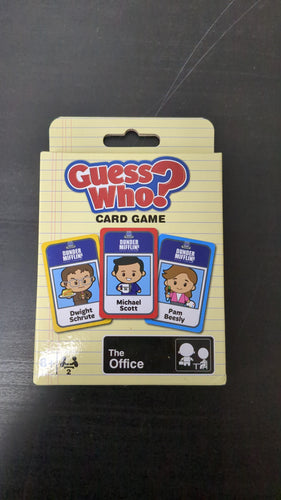 Guess
Who?
CARD GAME
DUNDER
MIFFLIN
Dwight
Schrute
DUNDER
MIFFLIN
Michael
Scott
DUNDER
MIFFLIN
Pam
Beesly
The
Office
2